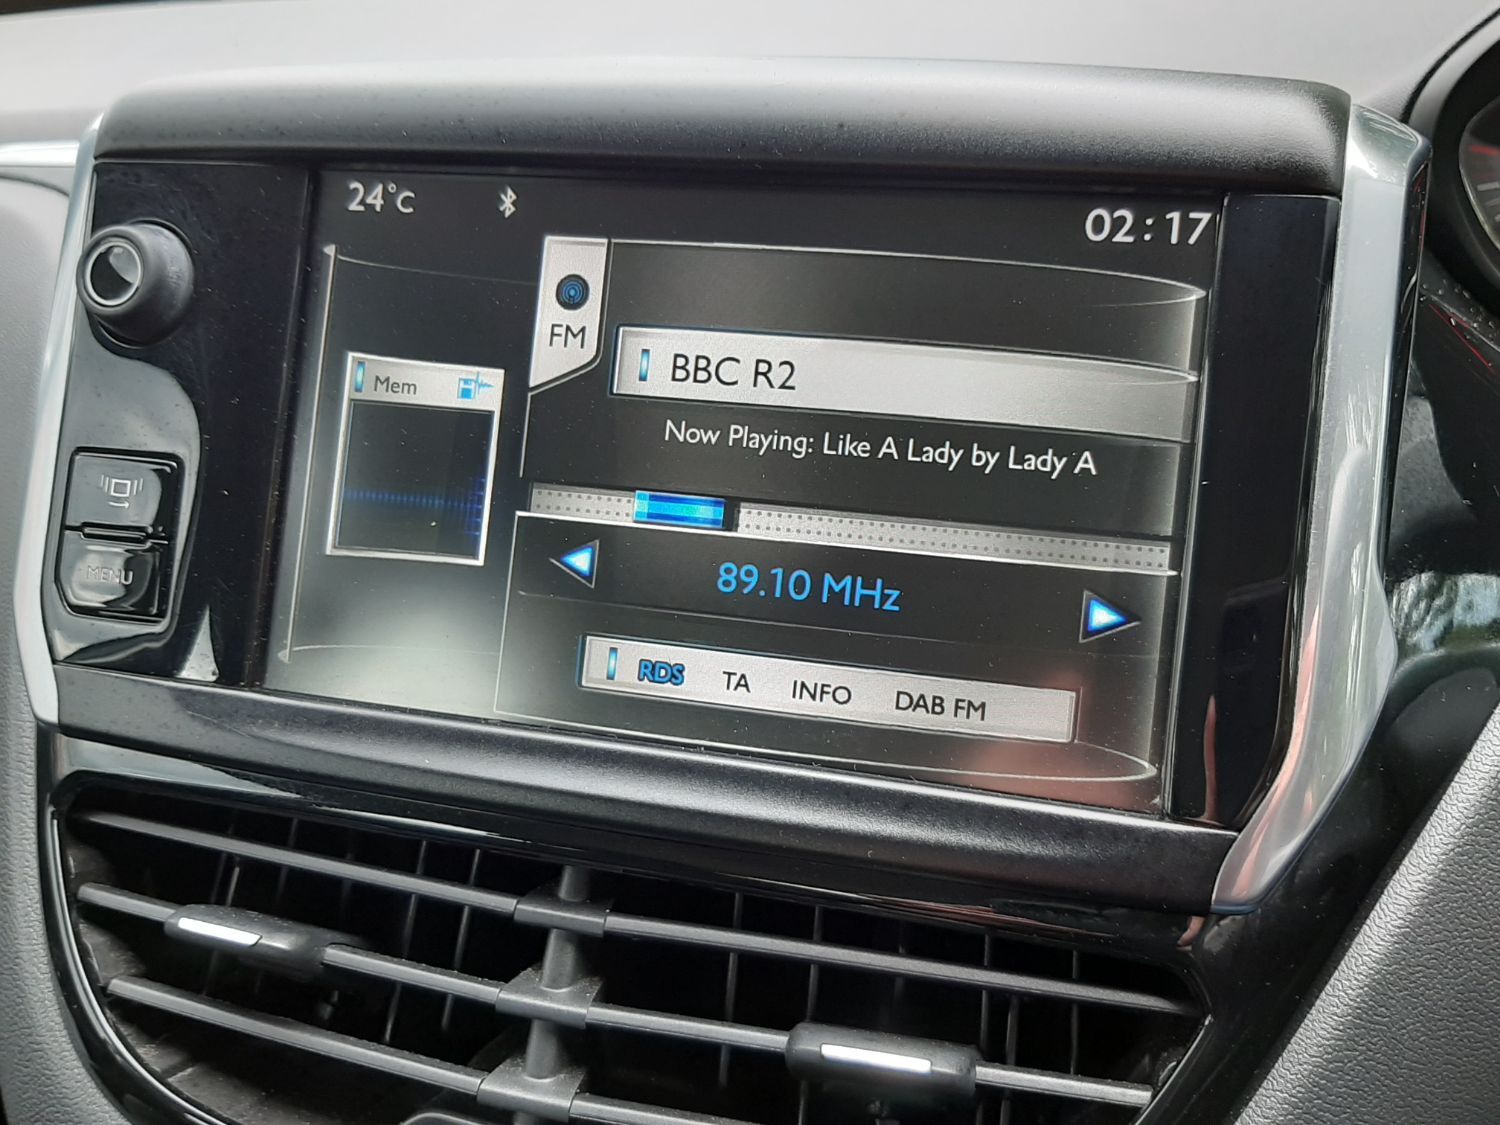 24°C
02:17
FM
BBC R2
Mem
Now Playing: Like A Lady by Lady A
89.10 MHz
MENU
RDS TA INFO DAB FM